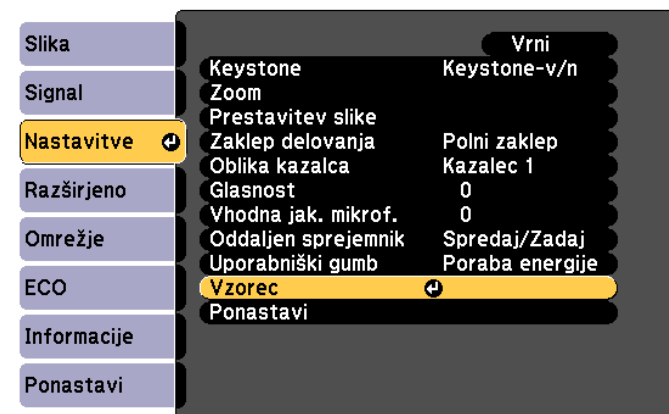 Slika
Signal
Nastavitve
Razširjeno
Omrežje
ECO
Informacije
Ponastavi
Vrni
Keystone Keystone-v/n
Zoom
Prestavitev slike
Zaklep delovanja Polni zaklep
Oblika kazalca Kazalec 1
Glasnost 0
Vhodna jak. mikrof. 0
Oddaljen sprejemnik Spredaj/Zadaj
Uporabniški gumb Poraba energije
Vzorec
Ponastavi